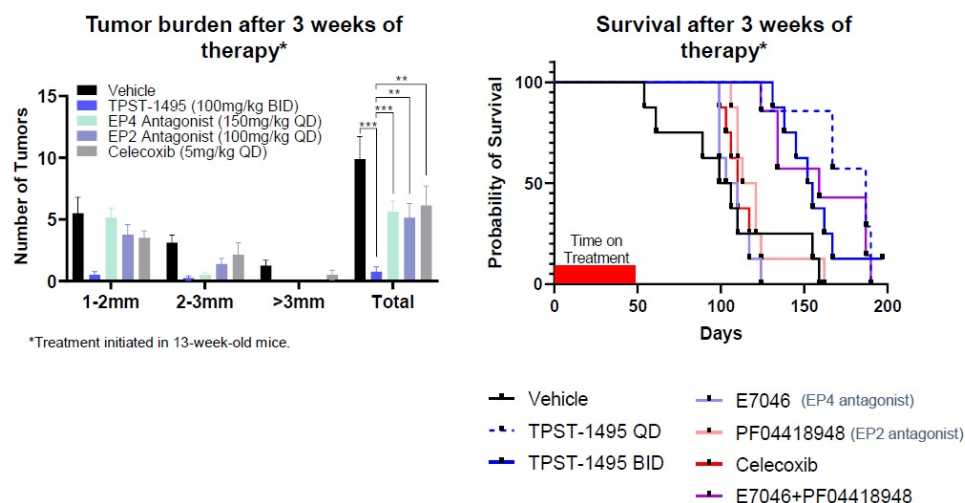 Tumor burden after 3 weeks of
therapy*
Vehicle
TPST-1495 (100mg/kg BID)
EP4 Antagonist (150mg/kg QD)
EP2 Antagonist (100mg/kg QD)
Celecoxib (5mg/kg QD)
**
**
***
***
Number of Tumors
15
10
5
0
1-2mm
2-3mm
>3mm
Total
*Treatment initiated in 13-week-old mice.
Survival after 3 weeks of
therapy*
Probability of Survival
100
50
0
Time on
Treatment
0
50
100
150
200
Days
Vehicle
TPST-1495 QD
TPST-1495 BID
E7046 (EP4 antagonist)
PF04418948 (EP2 antagonist)
Celecoxib
E7046+PF04418948